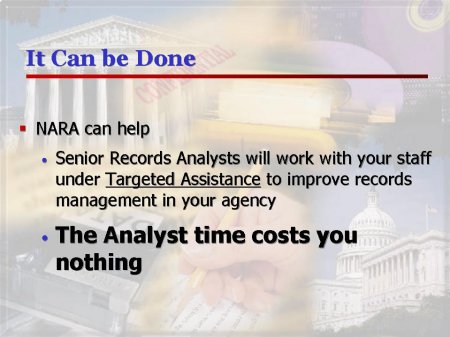 It Can be Done
CONFIDENTIAL
NARA can help
Senior Records Analysts will work with your staff
under Targeted Assistance to improve records
management in your agency
The Analyst time costs you
nothing